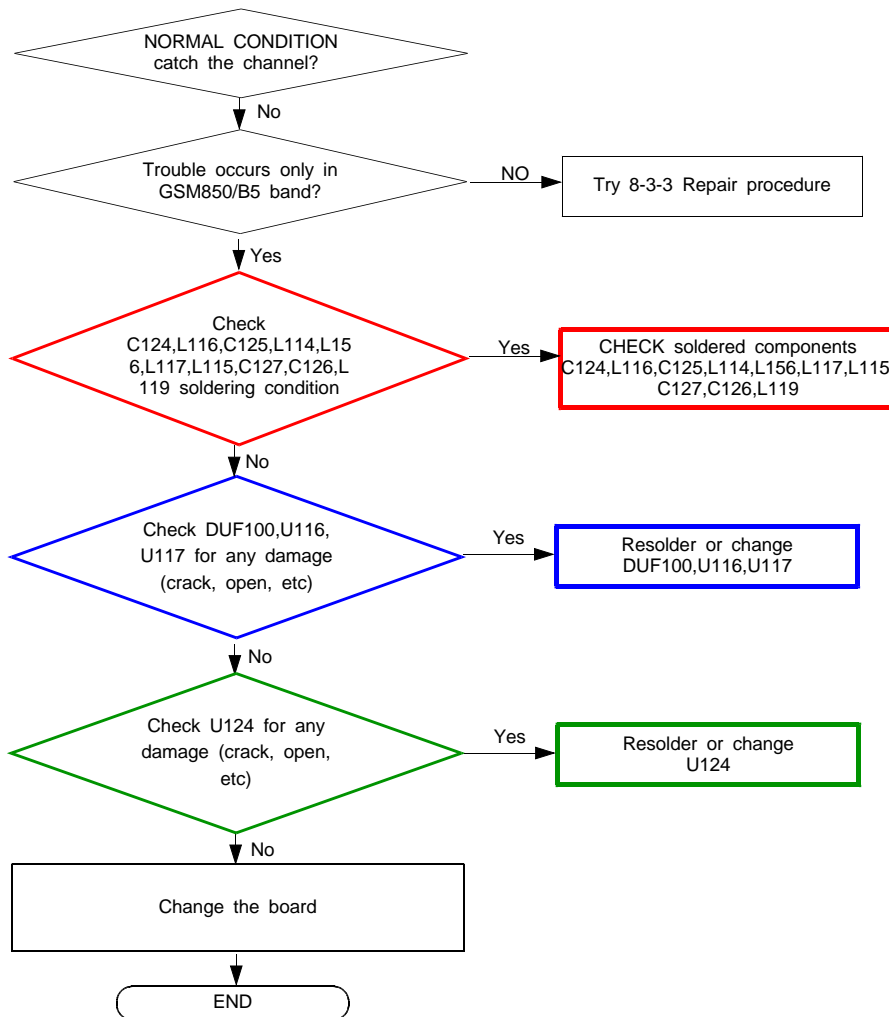 NORMAL CONDITION
catch the channel?
No
Trouble occurs only in
GSM850/B5 band?
NO
Try 8-3-3 Repair procedure
Yes
Check
C124,L116,C125,L114,L15
6,L117,L115,C127,C126,L
119 soldering condition
Yes
CHECK soldered components
C124,L116,C125,L114,L156,L117,L115
C127,C126,L119
No
Check DUF100,U116,
U117 for any damage
(crack, open, etc)
Yes
Resolder or change
DUF100,U116,U117
No
Check U124 for any
damage (crack, open,
etc)
Yes
Resolder or change
U124
No
Change the board
END